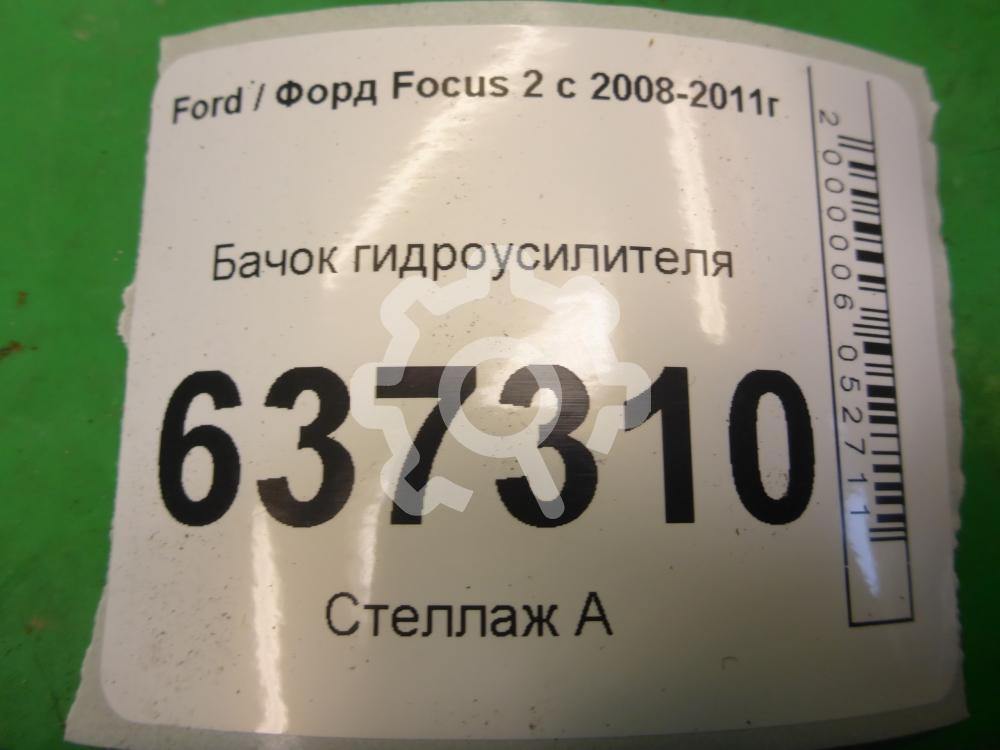 Ford / Форд Focus 2 с 2008-2011г
Бачок гидроусилителя
637310
Стеллаж А
2000006052711